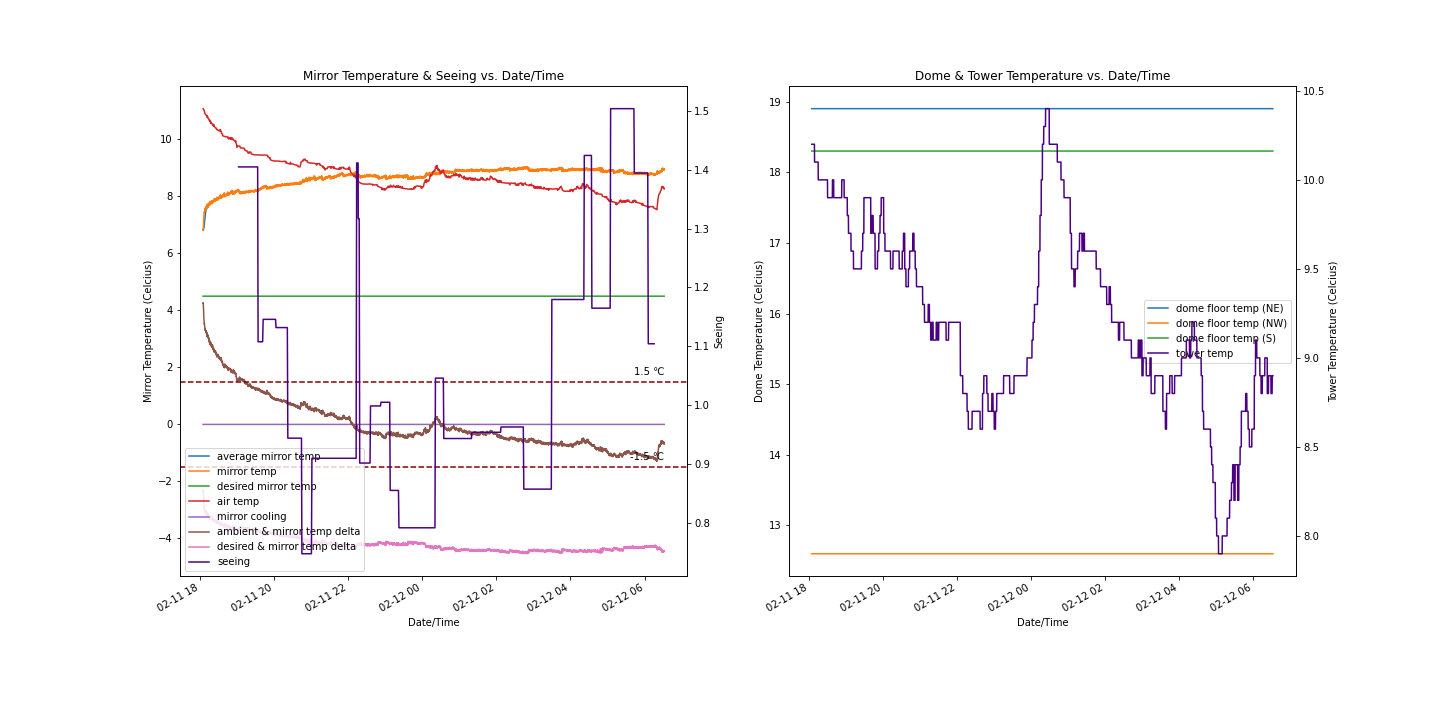 Mirror Temperature & Seeing vs. Date/Time
Mirror Temperature (Celcius)
10
8
6
4
2
0
−2
−4
1.5
1.4
1.3
1.2
1.1
1.0
0.9
0.8
Seeing
1.5 °C
-1.5 °C
average mirror temp
mirror temp
desired mirror temp
air temp
mirror cooling
ambient & mirror temp delta
desired & mirror temp delta
seeing
02-11 18
02-11 20
02-11 22
02-12 00
02-12 02
02-12 04
02-12 06
Date/Time
Dome & Tower Temperature vs. Date/Time
Dome Temperature (Celcius)
19
18
17
16
15
14
13
10.5
10.0
9.5
9.0
8.5
8.0
Tower Temperature (Celcius)
dome floor temp (NE)
dome floor temp (NW)
dome floor temp (S)
tower temp
02-11 18
02-11 20
02-11 22
02-12 00
02-12 02
02-12 04
02-12 06
Date/Time